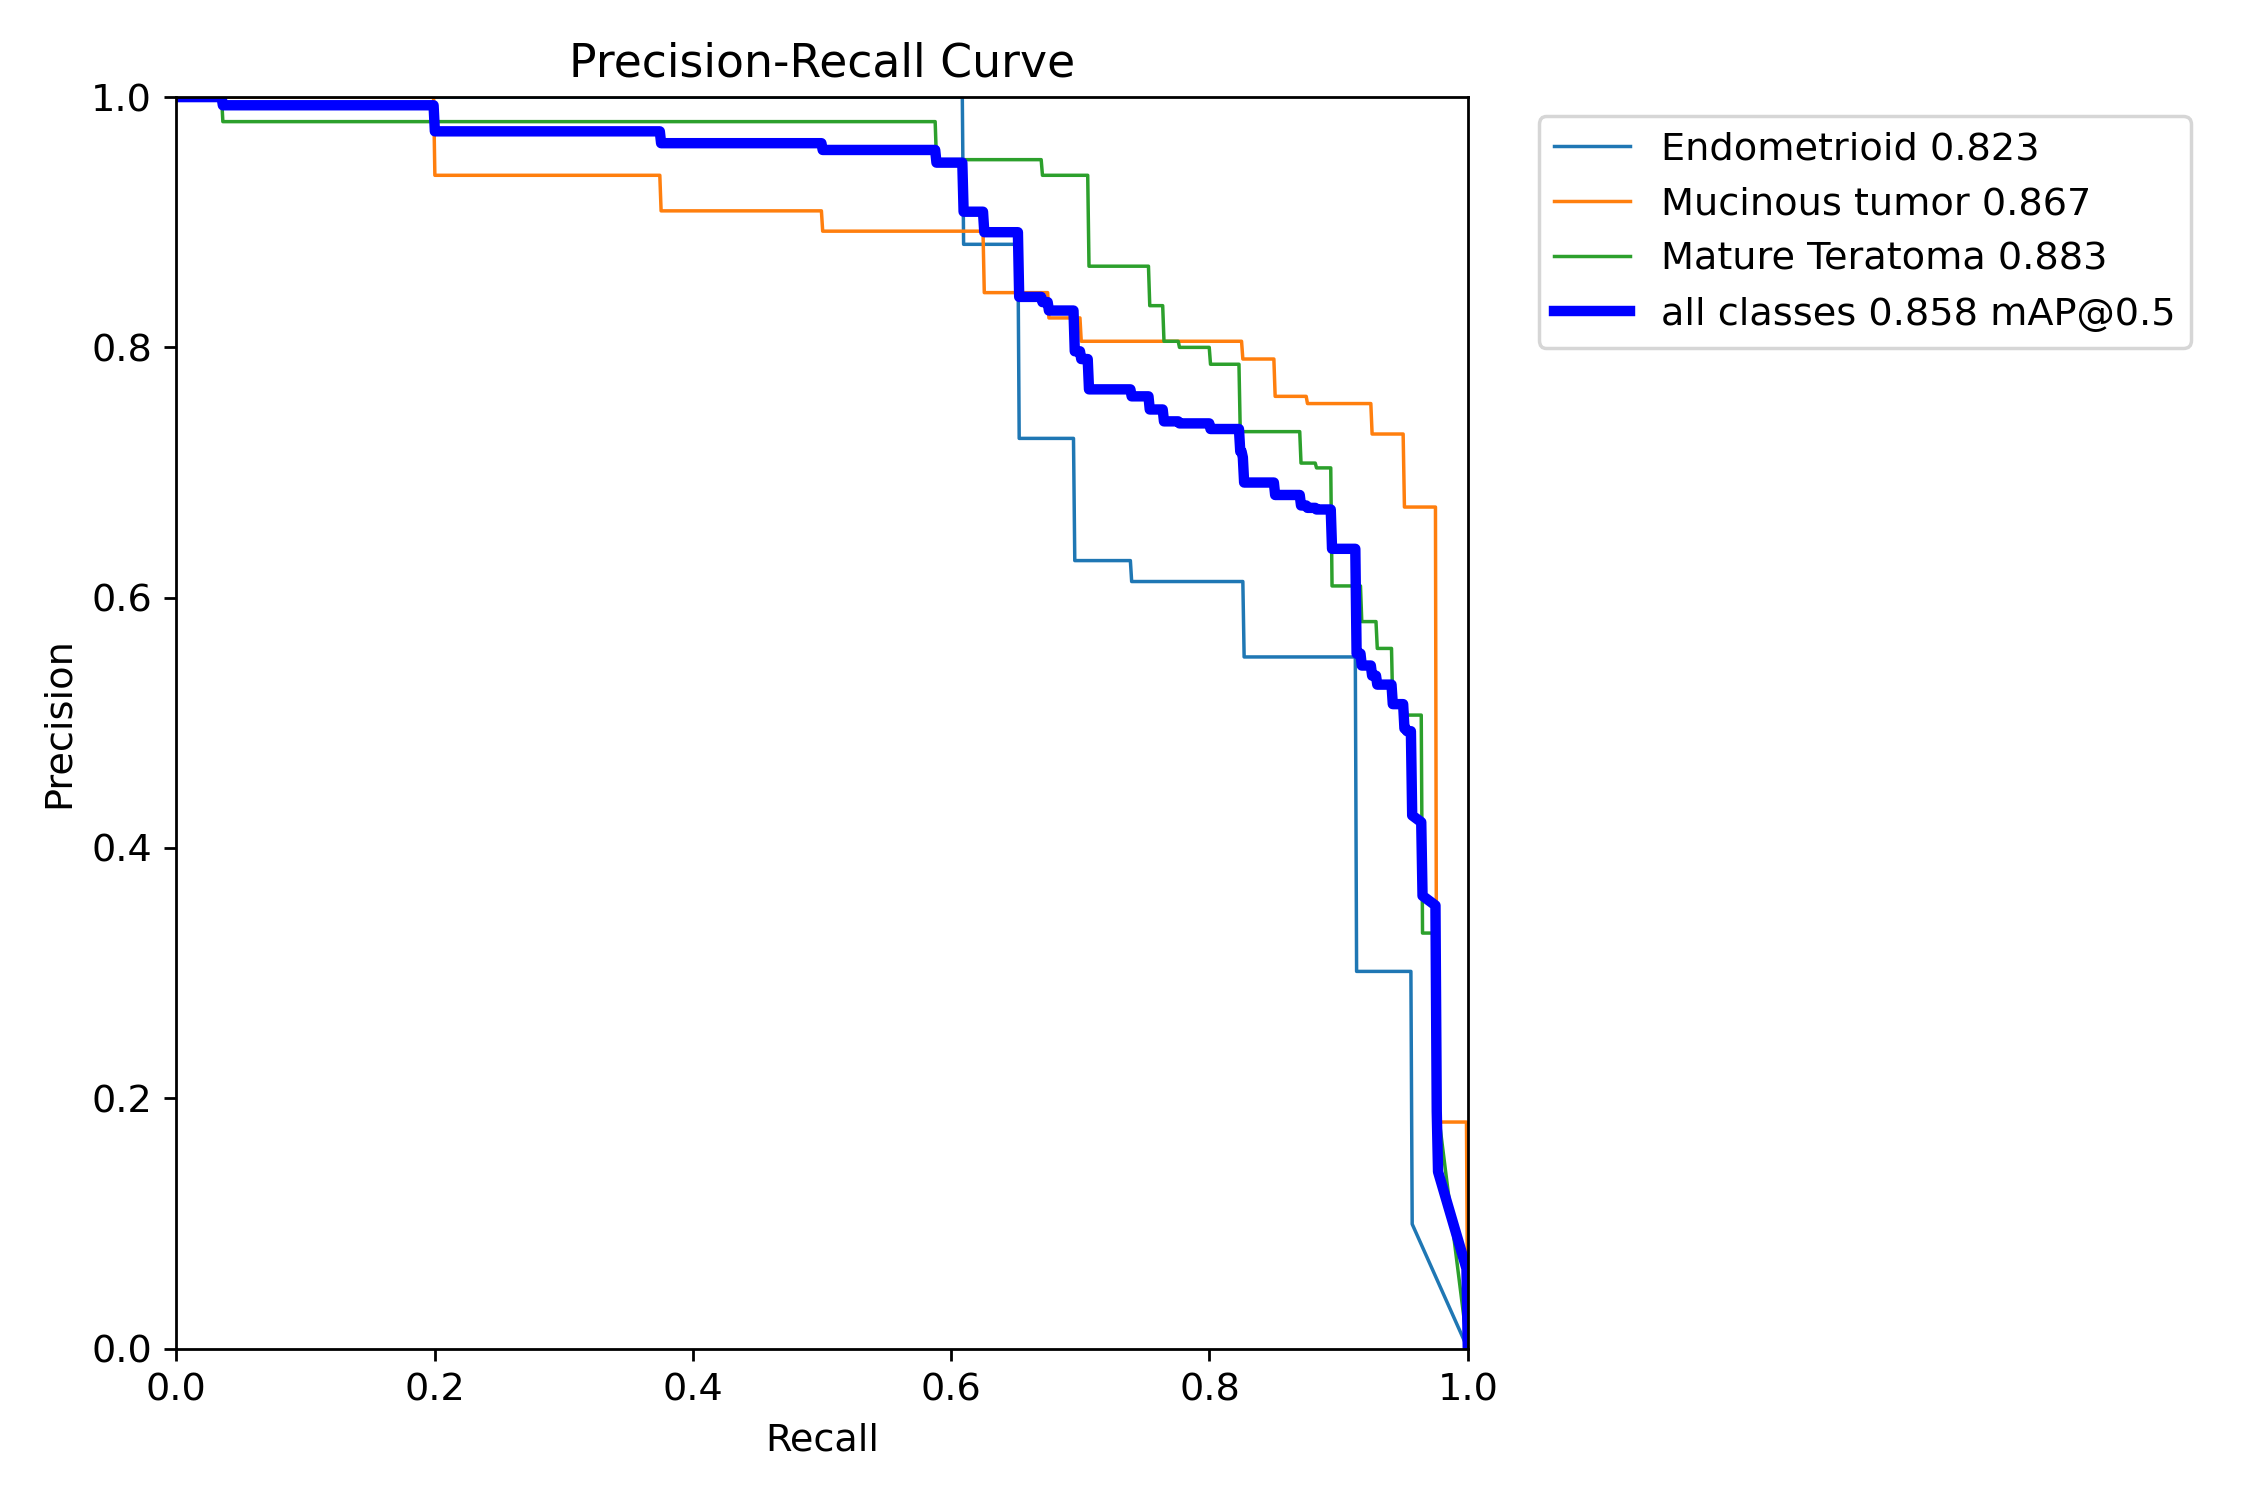 Precision-Recall Curve
1.0
0.8
0.6
0.4
0.2
0.0
Precision
0.0 0.2 0.4 0.6 0.8 1.0
Recall
Endometrioid 0.823
Mucinous tumor 0.867
Mature Teratoma 0.883
all classes 0.858 mAP@0.5